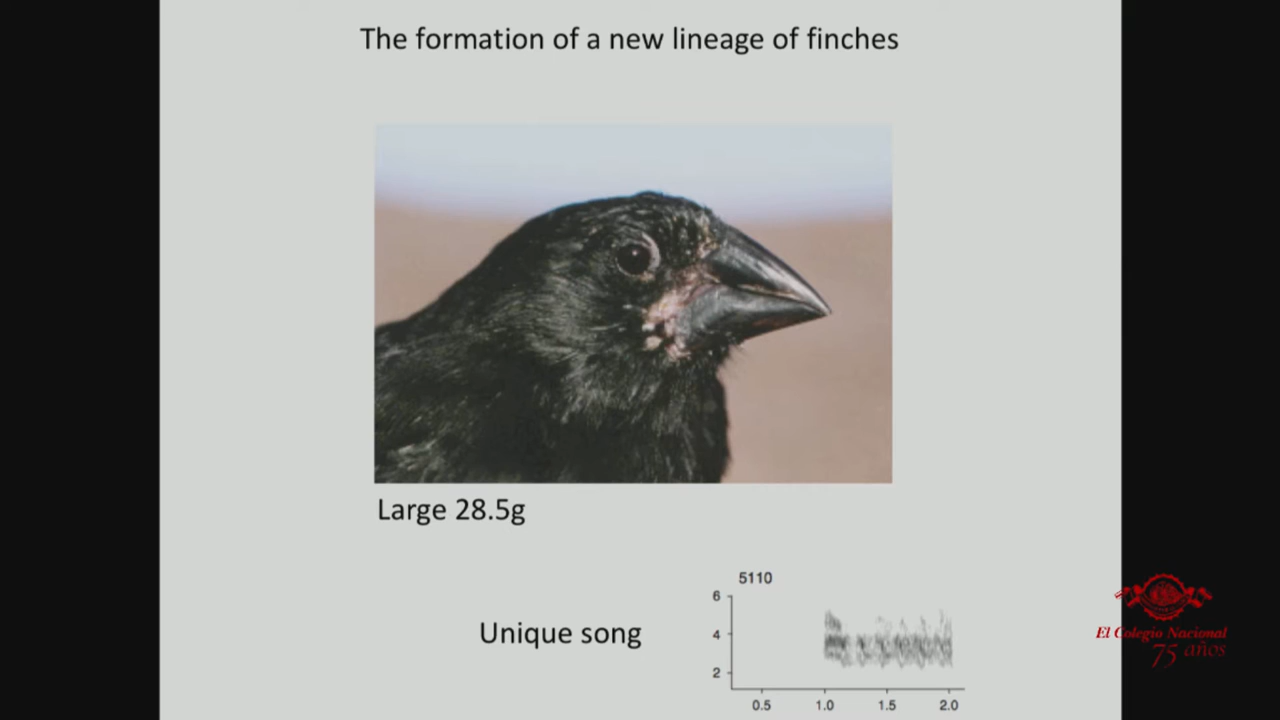 The formation of a new lineage of finches
Large 28.5g
Unique song
5110
6
4
2
0.5 1.0 1.5 2.0
El Colegio Nacional
75 años